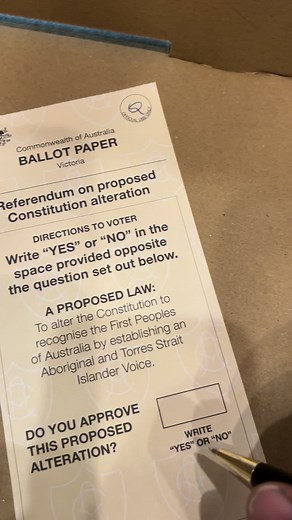 Commonwealth of Australia
BALLOT PAPER
Victoria
Referendum on proposed
Constitution alteration
DIRECTIONS TO VOTER
Write “YES” or “NO” in the
space provided opposite
the question set out below.
A PROPOSED LAW:
To alter the Constitution to
recognise the First Peoples
of Australia by establishing an
Aboriginal and Torres Strait
Islander Voice.
DO YOU APPROVE
THIS PROPOSED
ALTERATION?
WRITE
“YES” OR “NO”